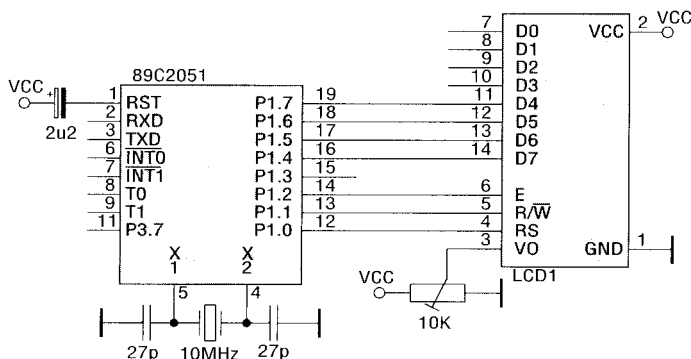 89C2051
VCC
+
2u2
1 RST P1.7 19
2 RXD P1.6 18
3 TXD P1.5 17
6 INT0 P1.4 16
7 INT1 P1.3 15
8 T0 P1.2 14
9 T1 P1.1 13
11 P3.7 P1.0 12
X X
1 2
5 4
27p 10MHz 27p
7 D0 VCC 2 VCC
8 D1
9 D2
10 D3
11 D4
12 D5
13 D6
14 D7
6 E
5 R/W
4 RS
3 VO GND 1
LCD1
VCC
10K